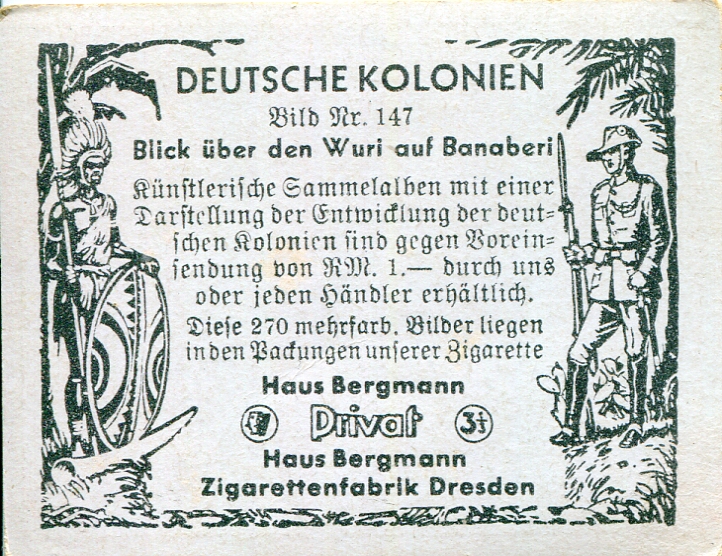 DEUTSCHE KOLONIEN
Bild Nr. 147
Blick über den Wuri auf Banaberi
Künstlerische Sammelalben mit einer
Darstellung der Entwicklung der deut=
schen Kolonien sind gegen Vorein=
sendung von RM. 1.— durch uns
oder jeden Händler erhältlich.
Diese 270 mehrfarb. Bilder liegen
in den Packungen unserer Zigarette
Haus Bergmann
Privat 3⅓
Haus Bergmann
Zigarettenfabrik Dresden